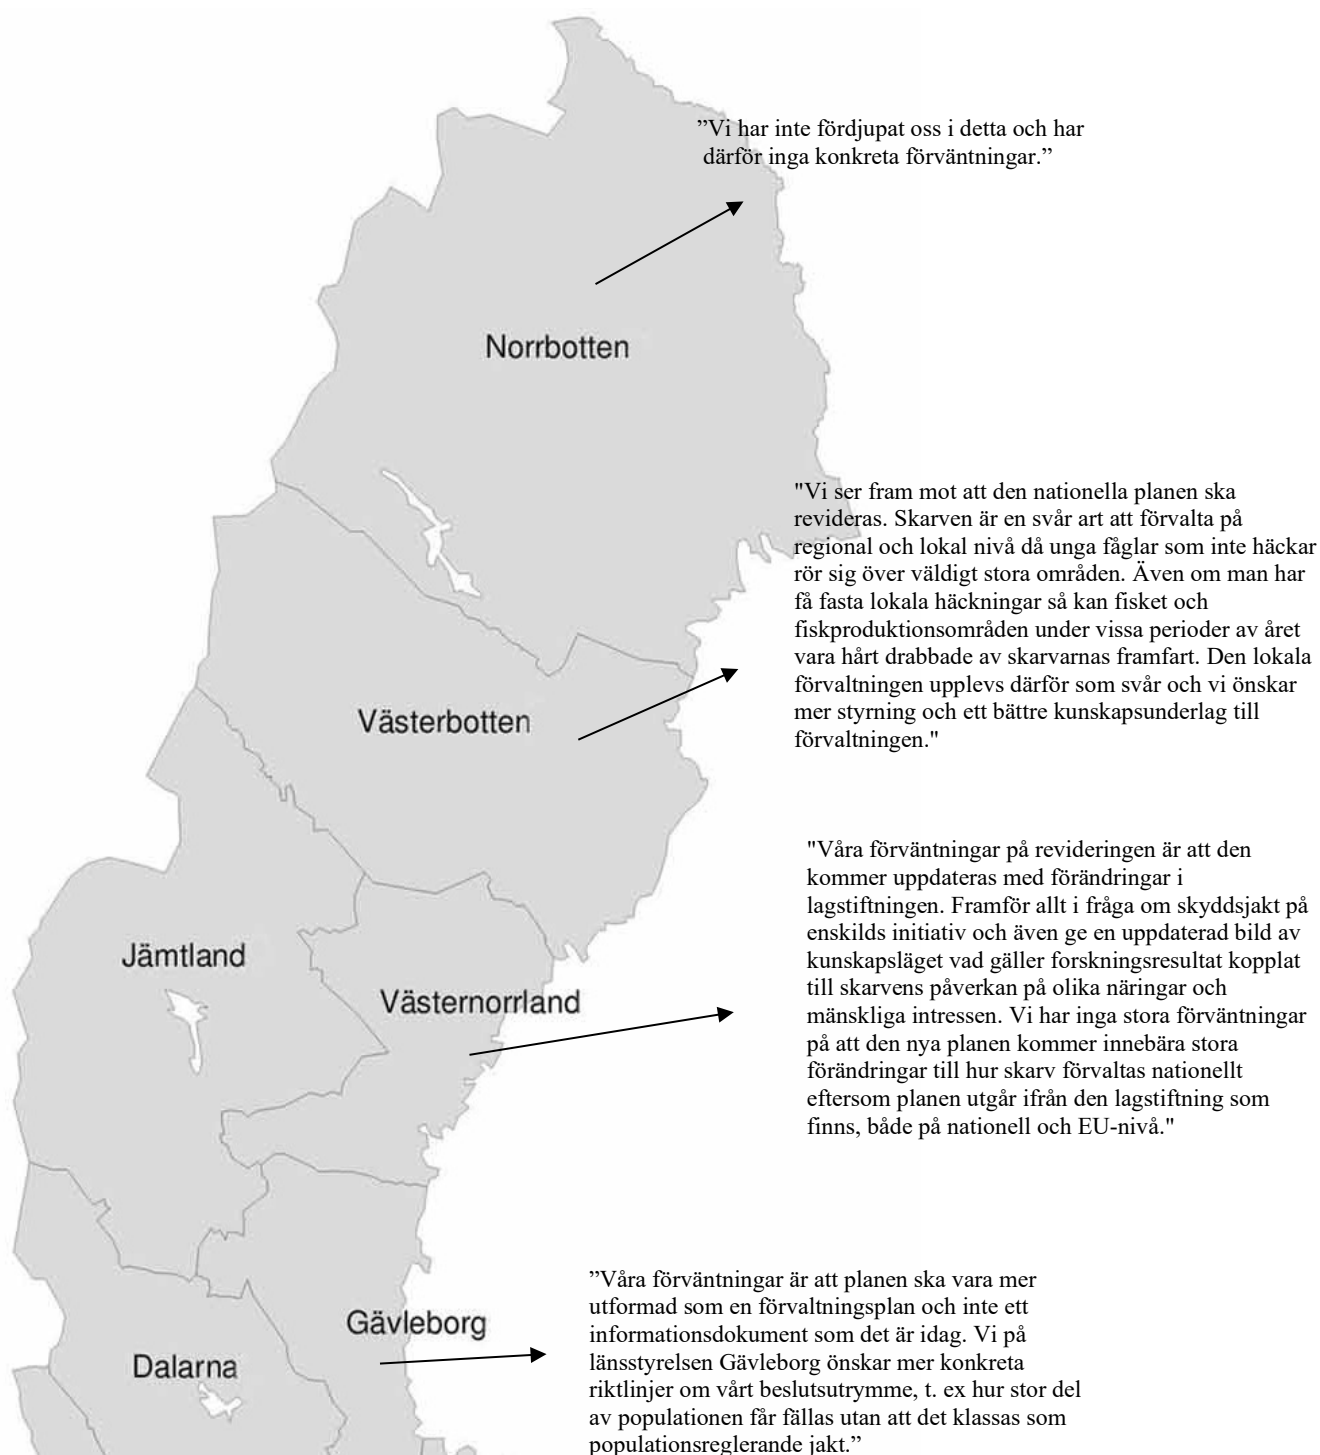 ”Vi har inte fördjupat oss i detta och har
därför inga konkreta förväntningar.”
Norrbotten
"Vi ser fram mot att den nationella planen ska
revideras. Skarven är en svår art att förvalta på
regional och lokal nivå då unga fåglar som inte häckar
rör sig över väldigt stora områden. Även om man har
få fasta lokala häckningar så kan fisket och
fiskproduktionsområden under vissa perioder av året
vara hårt drabbade av skarvarnas framfart. Den lokala
förvaltningen upplevs därför som svår och vi önskar
mer styrning och ett bättre kunskapsunderlag till
förvaltningen."
Västerbotten
"Våra förväntningar på revideringen är att den
kommer uppdateras med förändringar i
lagstiftningen. Framför allt i fråga om skyddsjakt på
enskilds initiativ och även ge en uppdaterad bild av
kunskapsläget vad gäller forskningsresultat kopplat
till skarvens påverkan på olika näringar och
mänskliga intressen. Vi har inga stora förväntningar
på att den nya planen kommer innebära stora
förändringar till hur skarv förvaltas nationellt
eftersom planen utgår ifrån den lagstiftning som
finns, både på nationell och EU-nivå."
Jämtland
Västernorrland
”Våra förväntningar är att planen ska vara mer
utformad som en förvaltningsplan och inte ett
informationsdokument som det är idag. Vi på
länsstyrelsen Gävleborg önskar mer konkreta
riktlinjer om vårt beslutsutrymme, t. ex hur stor del
av populationen får fällas utan att det klassas som
populationsreglerande jakt.”
Gävleborg
Dalarna